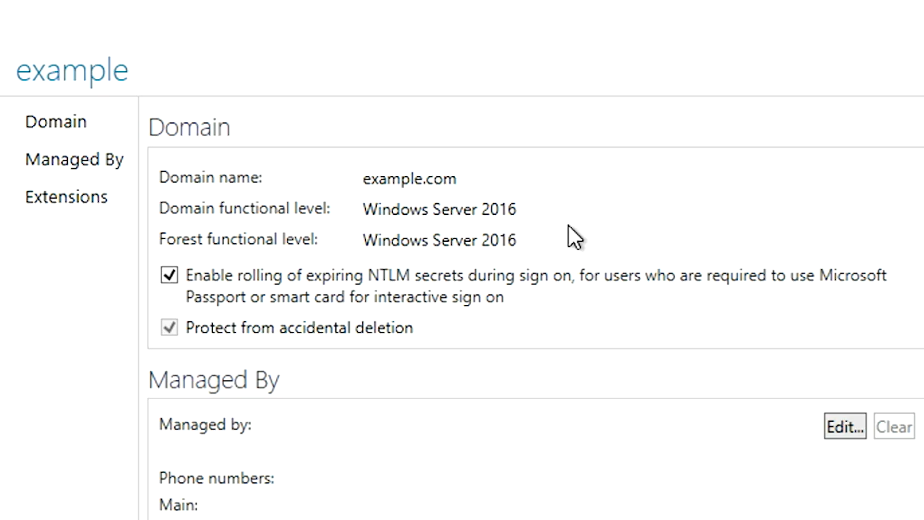 example
Domain
Managed By
Extensions
Domain
Domain name: example.com
Domain functional level: Windows Server 2016
Forest functional level: Windows Server 2016
Enable rolling of expiring NTLM secrets during sign on, for users who are required to use Microsoft
Passport or smart card for interactive sign on
Protect from accidental deletion
Managed By
Managed by: Edit... Clear
Phone numbers:
Main: